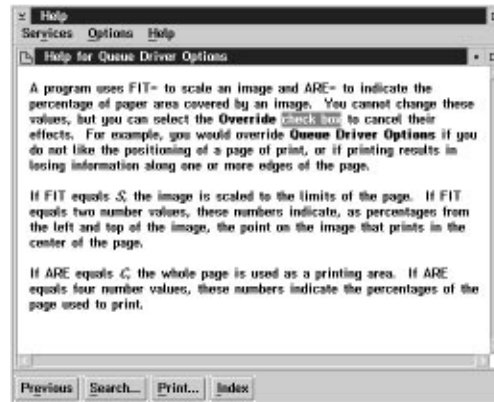 Help
Services Options Help
Help for Queue Driver Options
A program uses FIT= to scale an image and ARE= to indicate the
percentage of paper area covered by an image. You cannot change these
values, but you can select the Override check box to cancel their
effects. For example, you would override Queue Driver Options if you
do not like the positioning of a page of print, or if printing results in
losing information along one or more edges of the page.
If FIT equals S, the image is scaled to the limits of the page. If FIT
equals two number values, these numbers indicate, as percentages from
the left and top of the image, the point on the image that prints in the
center of the page.
If ARE equals C, the whole page is used as a printing area. If ARE
equals four number values, these numbers indicate the percentages of the
page used to print.
Previous Search... Print... Index